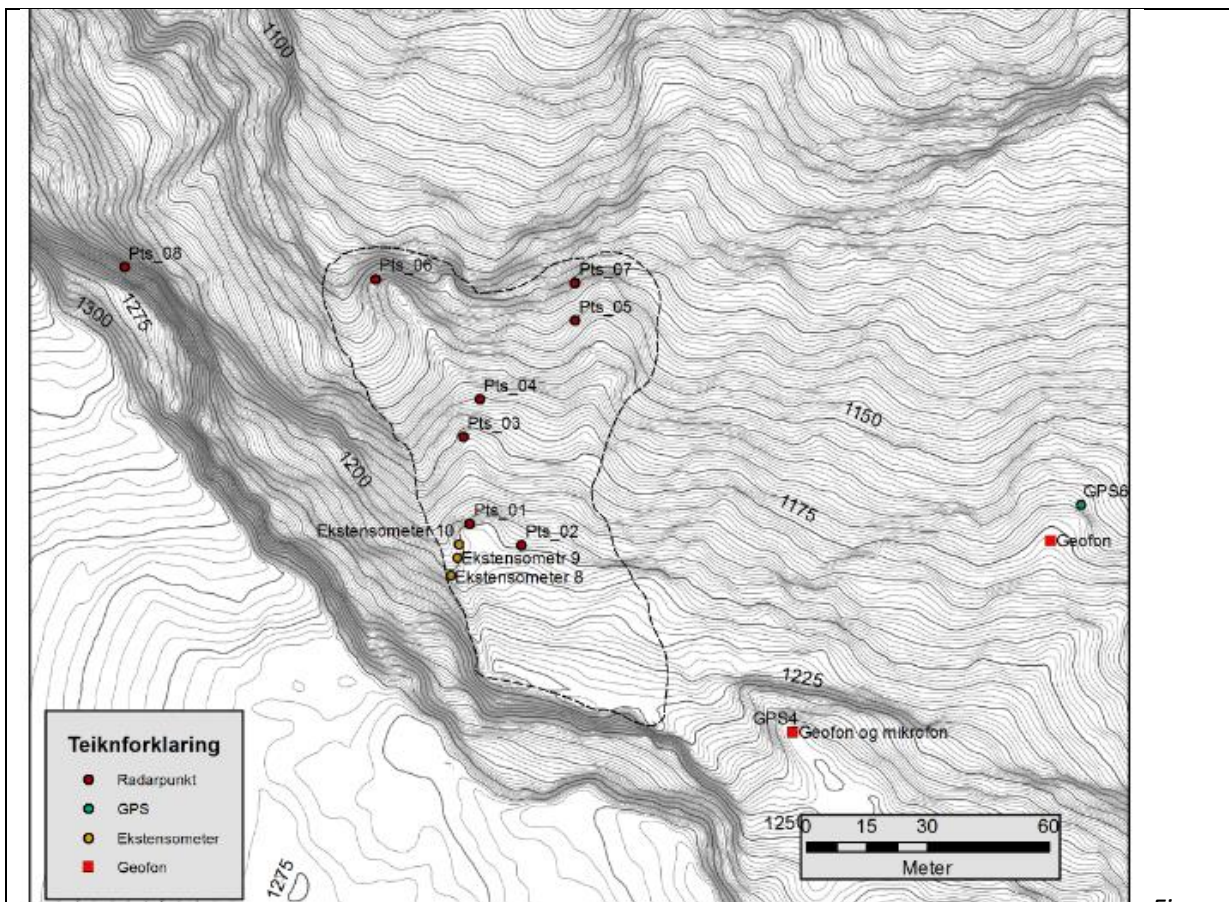 1100
Pts_08
Pts_06
Pts_07
1275
1300
Pts_05
Pts_04
1150
Pts_03
1200
GPS6
1175
Pts_01
Ekstensometer 10
Pts_02
Geofon
Ekstensometr 9
Ekstensometer 8
1225
GPS4
Geofon og mikrofon
Teiknforklaring
Radarpunkt
GPS
Ekstensometer
Geofon
1250
0 15 30 60
Meter
1275